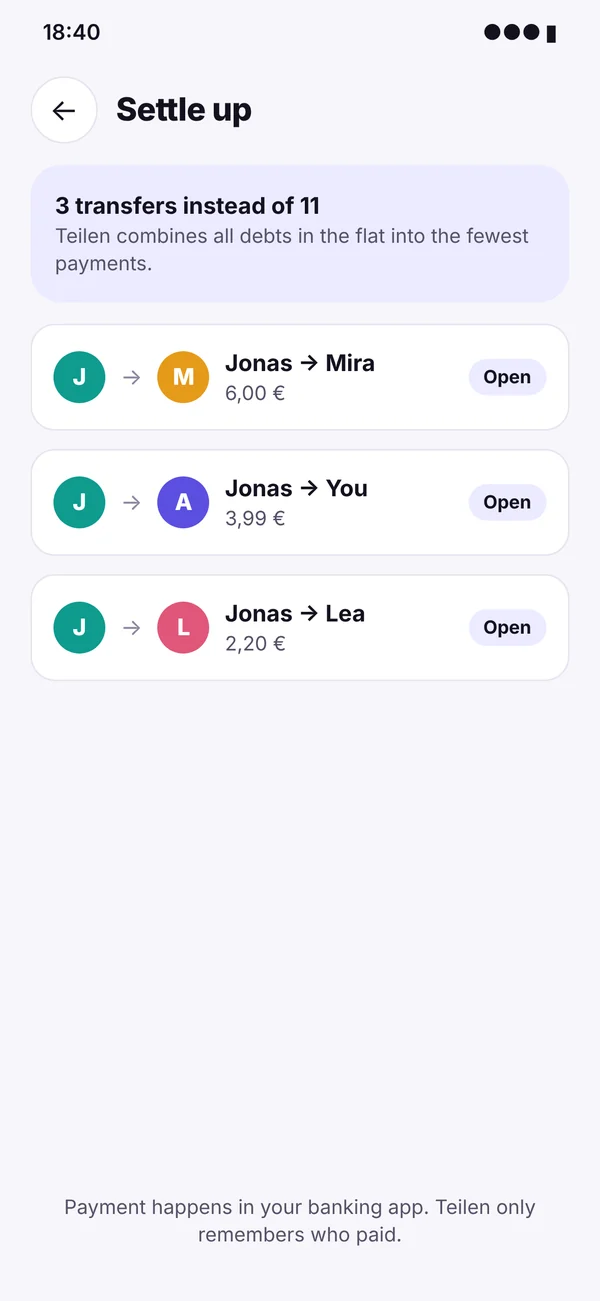 18:40
← Settle up
3 transfers instead of 11
Teilen combines all debts in the flat into the fewest
payments.
J → M
Jonas → Mira
6,00 €
Open
J → A
Jonas → You
3,99 €
Open
J → L
Jonas → Lea
2,20 €
Open
Payment happens in your banking app. Teilen only
remembers who paid.